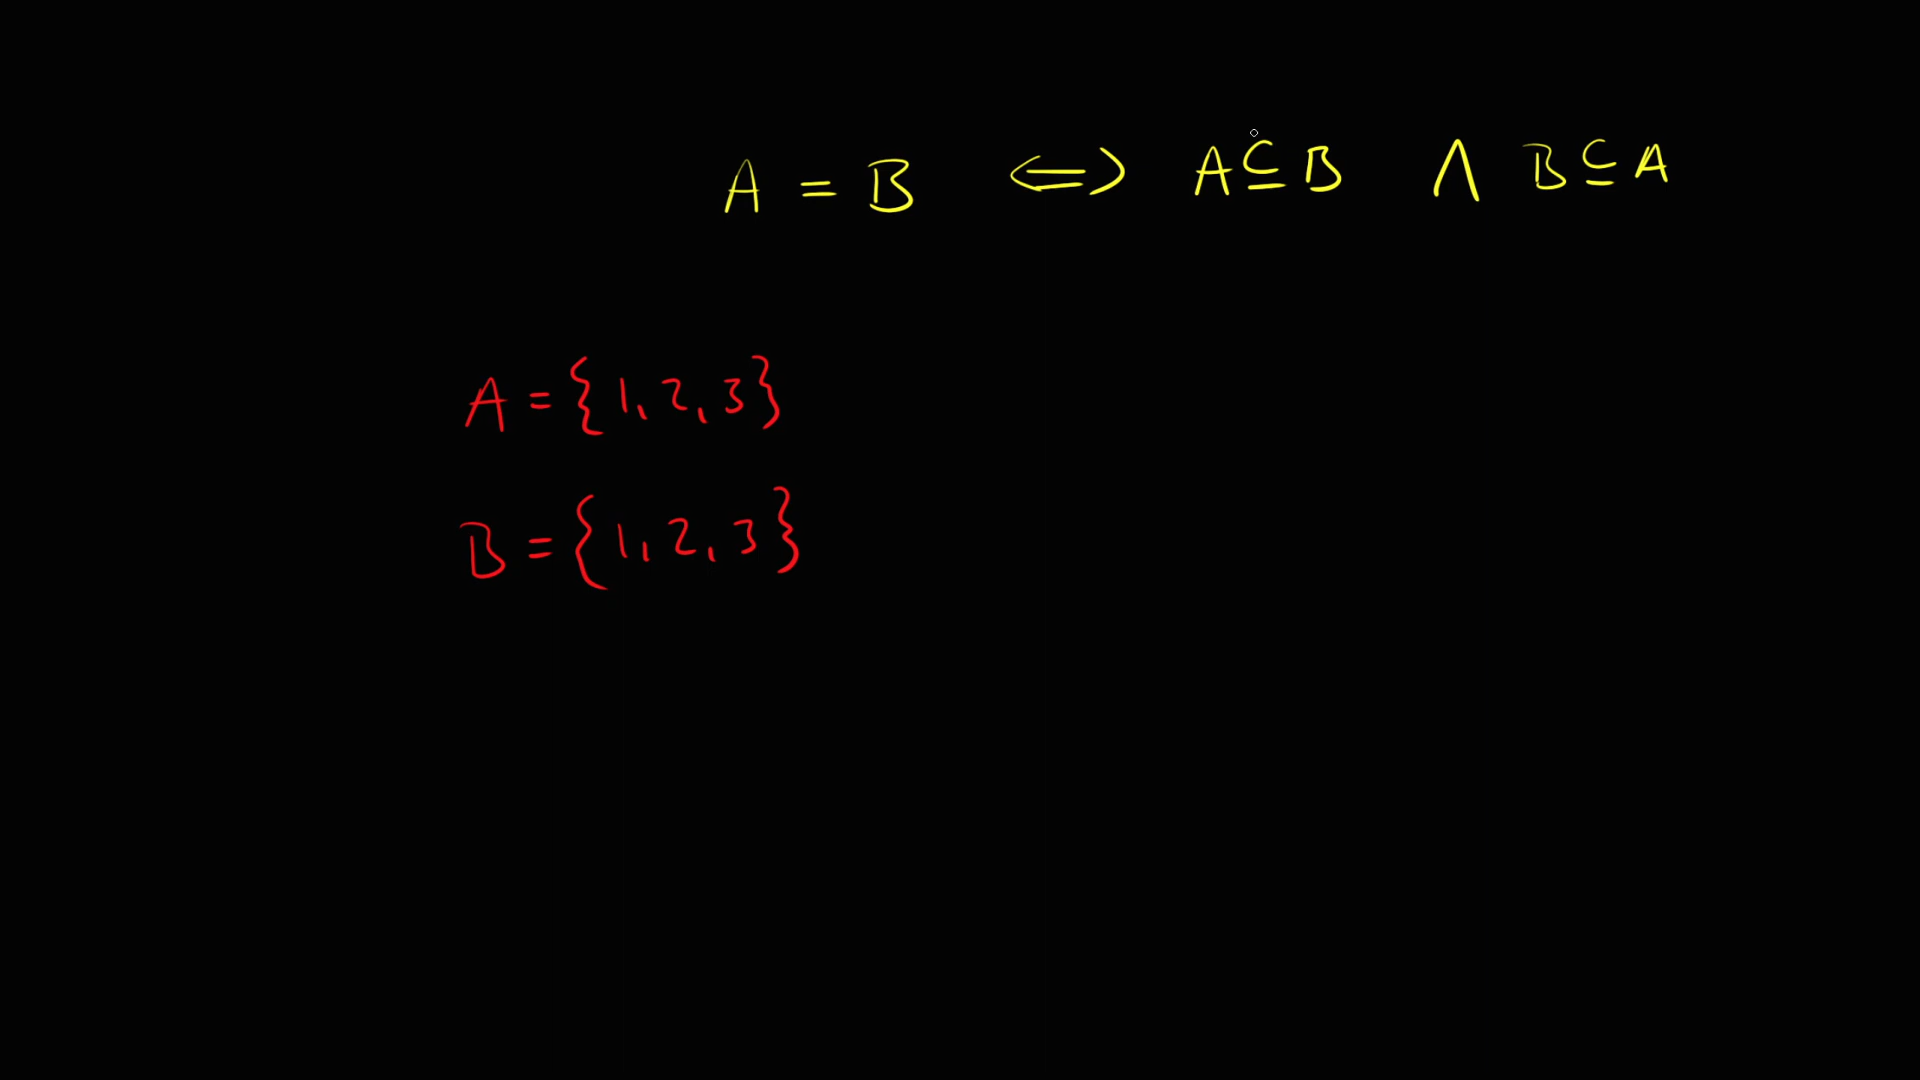 A = B ⟺ A ⊆ B ∧ B ⊆ A
A = {1, 2, 3}
B = {1, 2, 3}